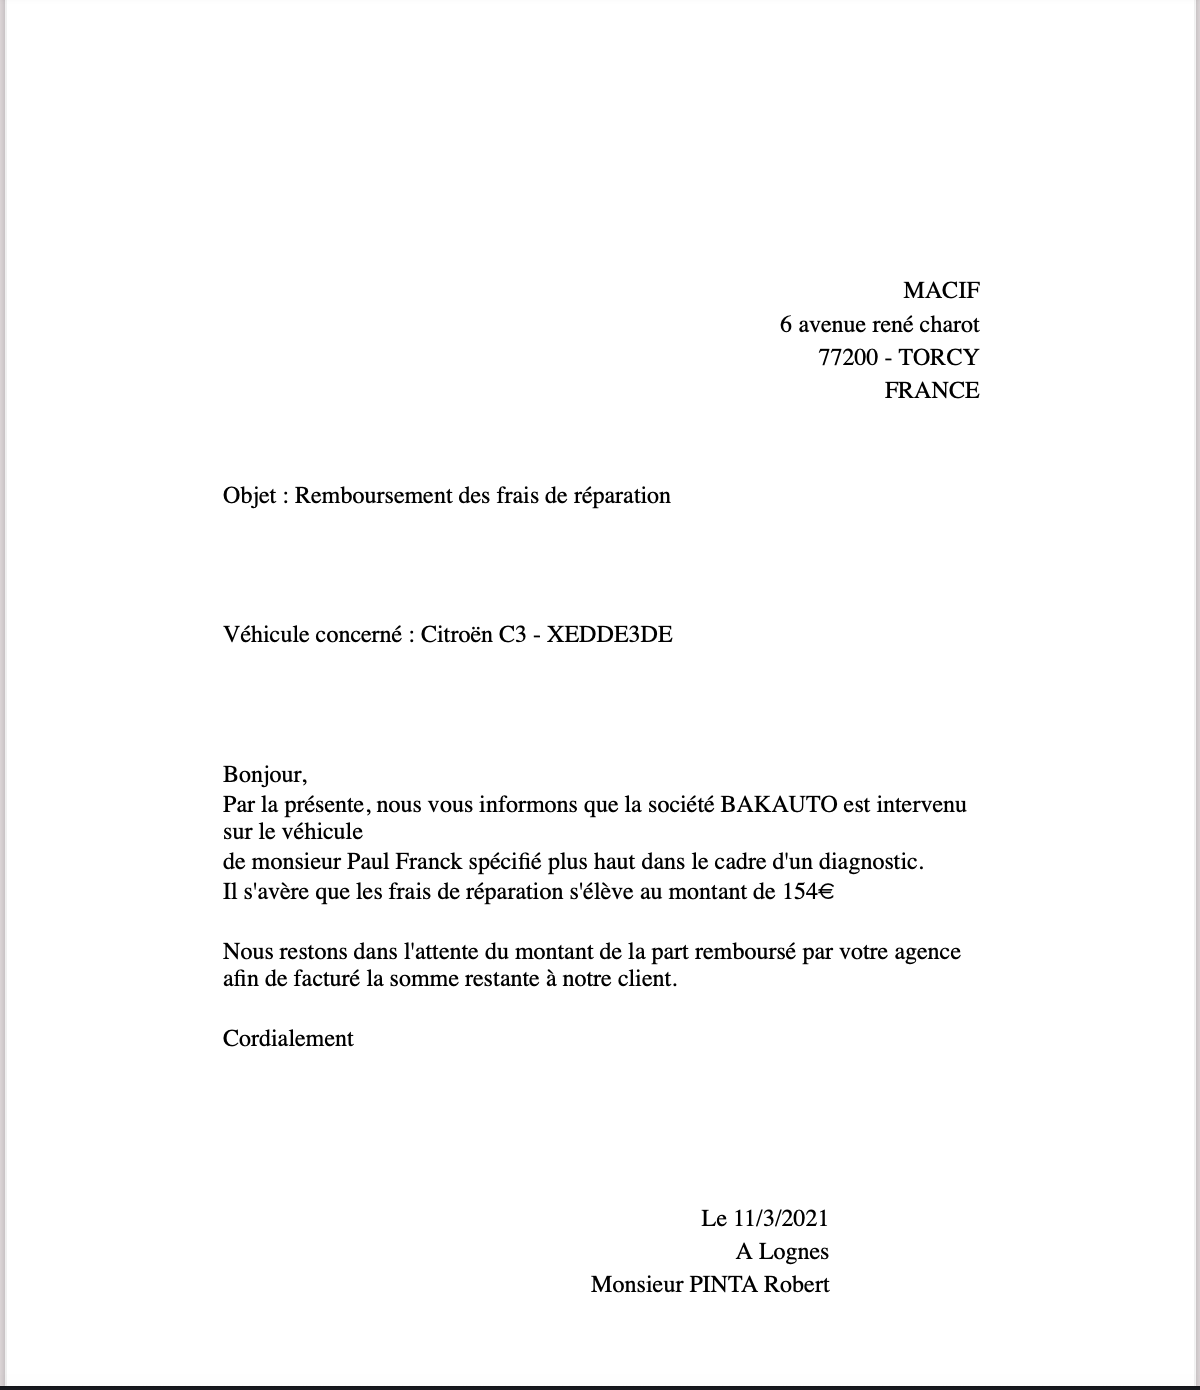 MACIF
6 avenue rené charot
77200 - TORCY
FRANCE
Objet : Remboursement des frais de réparation
Véhicule concerné : Citroën C3 - XEDDE3DE
Bonjour,
Par la présente, nous vous informons que la société BAKAUTO est intervenu
sur le véhicule
de monsieur Paul Franck spécifié plus haut dans le cadre d'un diagnostic.
Il s'avère que les frais de réparation s'élève au montant de 154€
Nous restons dans l'attente du montant de la part remboursé par votre agence
afin de facturé la somme restante à notre client.
Cordialement
Le 11/3/2021
A Lognes
Monsieur PINTA Robert